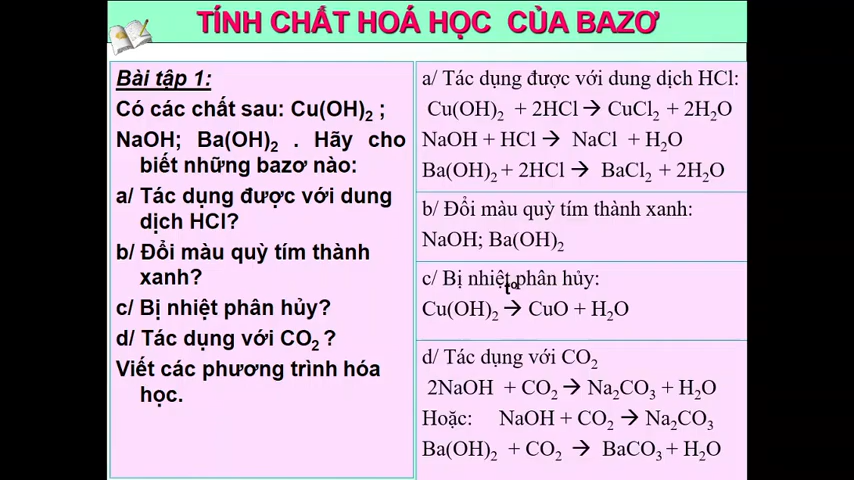 TÍNH CHẤT HOÁ HỌC CỦA BAZƠ
Bài tập 1:
Có các chất sau: Cu(OH)₂ ;
NaOH; Ba(OH)₂ . Hãy cho
biết những bazơ nào:
a/ Tác dụng được với dung
dịch HCl?
b/ Đổi màu quỳ tím thành
xanh?
c/ Bị nhiệt phân hủy?
d/ Tác dụng với CO₂ ?
Viết các phương trình hóa
học.
a/ Tác dụng được với dung dịch HCl:
Cu(OH)₂ + 2HCl → CuCl₂ + 2H₂O
NaOH + HCl → NaCl + H₂O
Ba(OH)₂ + 2HCl → BaCl₂ + 2H₂O
b/ Đổi màu quỳ tím thành xanh:
NaOH; Ba(OH)₂
c/ Bị nhiệt phân hủy:
t⁰
Cu(OH)₂ → CuO + H₂O
d/ Tác dụng với CO₂
2NaOH + CO₂ → Na₂CO₃ + H₂O
Hoặc: NaOH + CO₂ → Na₂CO₃
Ba(OH)₂ + CO₂ → BaCO₃ + H₂O